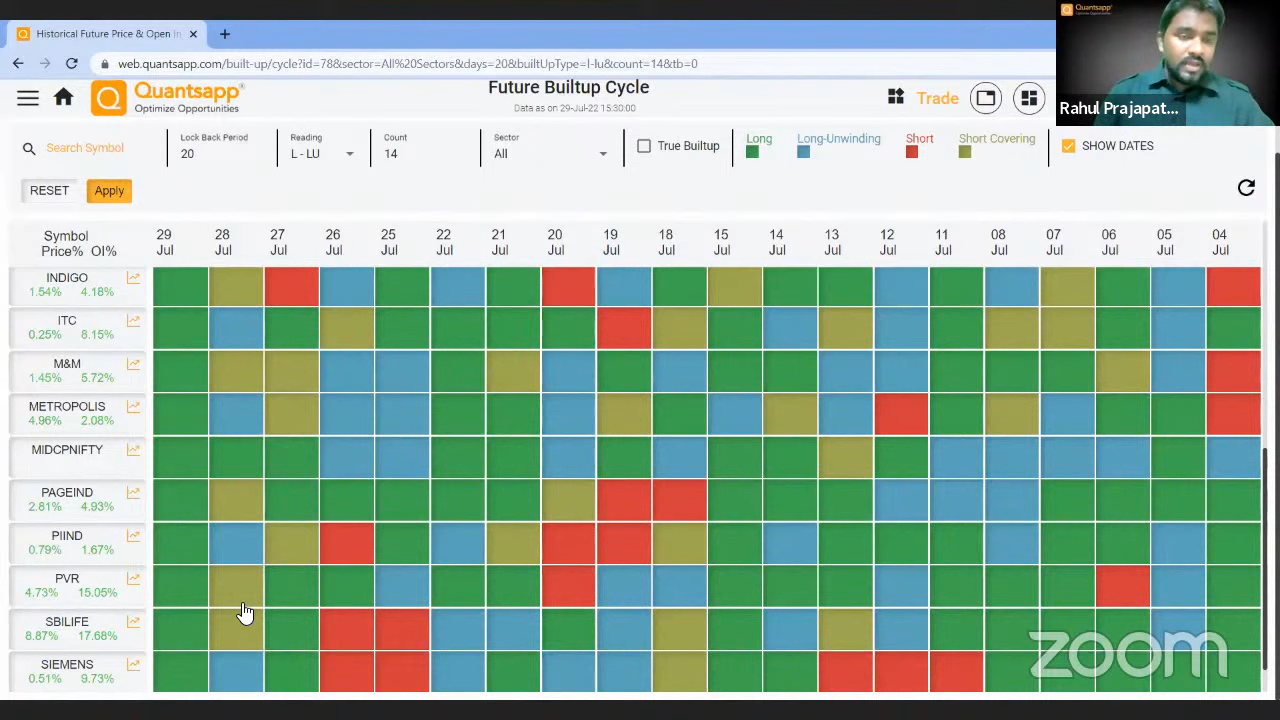 Historical Future Price & Open In
web.quantsapp.com/built-up/cycle?id=78&sector=All%20Sectors&days=20&builtUpType=l-lu&count=14&tb=0
Quantsapp
Rahul Prajapat...
Quantsapp
Optimize Opportunities
Future Builtup Cycle
Data as on 29-Jul-22 15:30:00
Trade
Search Symbol
Look Back Period
20
Reading
L - LU
Count
14
Sector
All
True Builtup
Long
Long-Unwinding
Short
Short Covering
SHOW DATES
RESET
Apply
Symbol
Price% OI%
29 Jul
28 Jul
27 Jul
26 Jul
25 Jul
22 Jul
21 Jul
20 Jul
19 Jul
18 Jul
15 Jul
14 Jul
13 Jul
12 Jul
11 Jul
08 Jul
07 Jul
06 Jul
05 Jul
04 Jul
INDIGO
1.54% 4.18%
ITC
0.25% 8.15%
M&M
1.45% 5.72%
METROPOLIS
4.96% 2.08%
MIDCPNIFTY
PAGEIND
2.81% 4.93%
PIIND
0.79% 1.67%
PVR
4.73% 15.05%
SBILIFE
8.87% 17.68%
SIEMENS
0.51% 9.73%
zoom